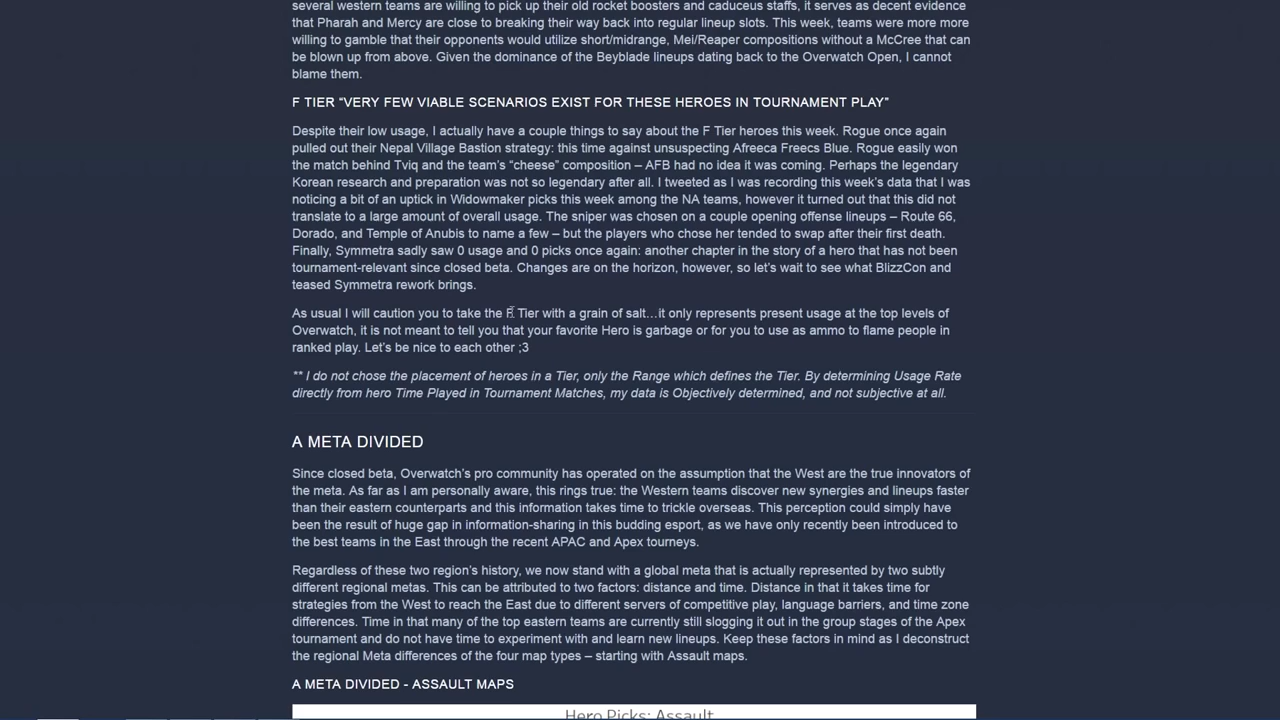 several western teams are willing to pick up their old rocket boosters and caduceus staffs, it serves as decent evidence
that Pharah and Mercy are close to breaking their way back into regular lineup slots. This week, teams were more more
willing to gamble that their opponents would utilize short/midrange, Mei/Reaper compositions without a McCree that can
be blown up from above. Given the dominance of the Beyblade lineups dating back to the Overwatch Open, I cannot
blame them.
F TIER “VERY FEW VIABLE SCENARIOS EXIST FOR THESE HEROES IN TOURNAMENT PLAY”
Despite their low usage, I actually have a couple things to say about the F Tier heroes this week. Rogue once again
pulled out their Nepal Village Bastion strategy: this time against unsuspecting Afreeca Freecs Blue. Rogue easily won
the match behind Tviq and the team’s “cheese” composition – AFB had no idea it was coming. Perhaps the legendary
Korean research and preparation was not so legendary after all. I tweeted as I was recording this week’s data that I was
noticing a bit of an uptick in Widowmaker picks this week among the NA teams, however it turned out that this did not
translate to a large amount of overall usage. The sniper was chosen on a couple opening offense lineups – Route 66,
Dorado, and Temple of Anubis to name a few – but the players who chose her tended to swap after their first death.
Finally, Symmetra sadly saw 0 usage and 0 picks once again: another chapter in the story of a hero that has not been
tournament-relevant since closed beta. Changes are on the horizon, however, so let’s wait to see what BlizzCon and
teased Symmetra rework brings.
As usual I will caution you to take the F Tier with a grain of salt…it only represents present usage at the top levels of
Overwatch, it is not meant to tell you that your favorite Hero is garbage or for you to use as ammo to flame people in
ranked play. Let’s be nice to each other ;3
** I do not chose the placement of heroes in a Tier, only the Range which defines the Tier. By determining Usage Rate
directly from hero Time Played in Tournament Matches, my data is Objectively determined, and not subjective at all.
A META DIVIDED
Since closed beta, Overwatch’s pro community has operated on the assumption that the West are the true innovators of
the meta. As far as I am personally aware, this rings true: the Western teams discover new synergies and lineups faster
than their eastern counterparts and this information takes time to trickle overseas. This perception could simply have
been the result of huge gap in information-sharing in this budding esport, as we have only recently been introduced to
the best teams in the East through the recent APAC and Apex tourneys.
Regardless of these two region’s history, we now stand with a global meta that is actually represented by two subtly
different regional metas. This can be attributed to two factors: distance and time. Distance in that it takes time for
strategies from the West to reach the East due to different servers of competitive play, language barriers, and time zone
differences. Time in that many of the top eastern teams are currently still slogging it out in the group stages of the Apex
tournament and do not have time to experiment with and learn new lineups. Keep these factors in mind as I deconstruct
the regional Meta differences of the four map types – starting with Assault maps.
A META DIVIDED - ASSAULT MAPS
Hero Picks: Assault